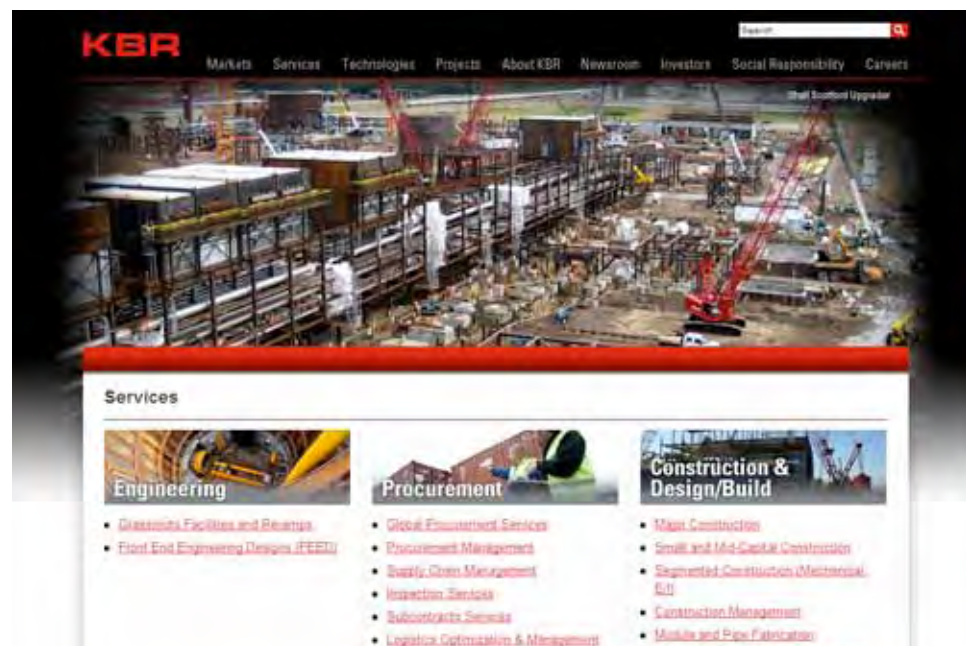 KBR
Search
Markets Services Technologies Projects About KBR Newsroom Investors Social Responsibility Careers
Shell Scotford Upgrader
Services
Engineering
Grassroots Facilities and Revamps
Front End Engineering Designs (FEED)
Procurement
Global Procurement Services
Procurement Management
Supply Chain Management
Inspection Services
Subcontracts Services
Logistics Optimization & Management
Construction &
Design/Build
Major Construction
Small and Mid-Capital Construction
Segmented Construction (Mechanical,
E/I)
Construction Management
Module and Pipe Fabrication